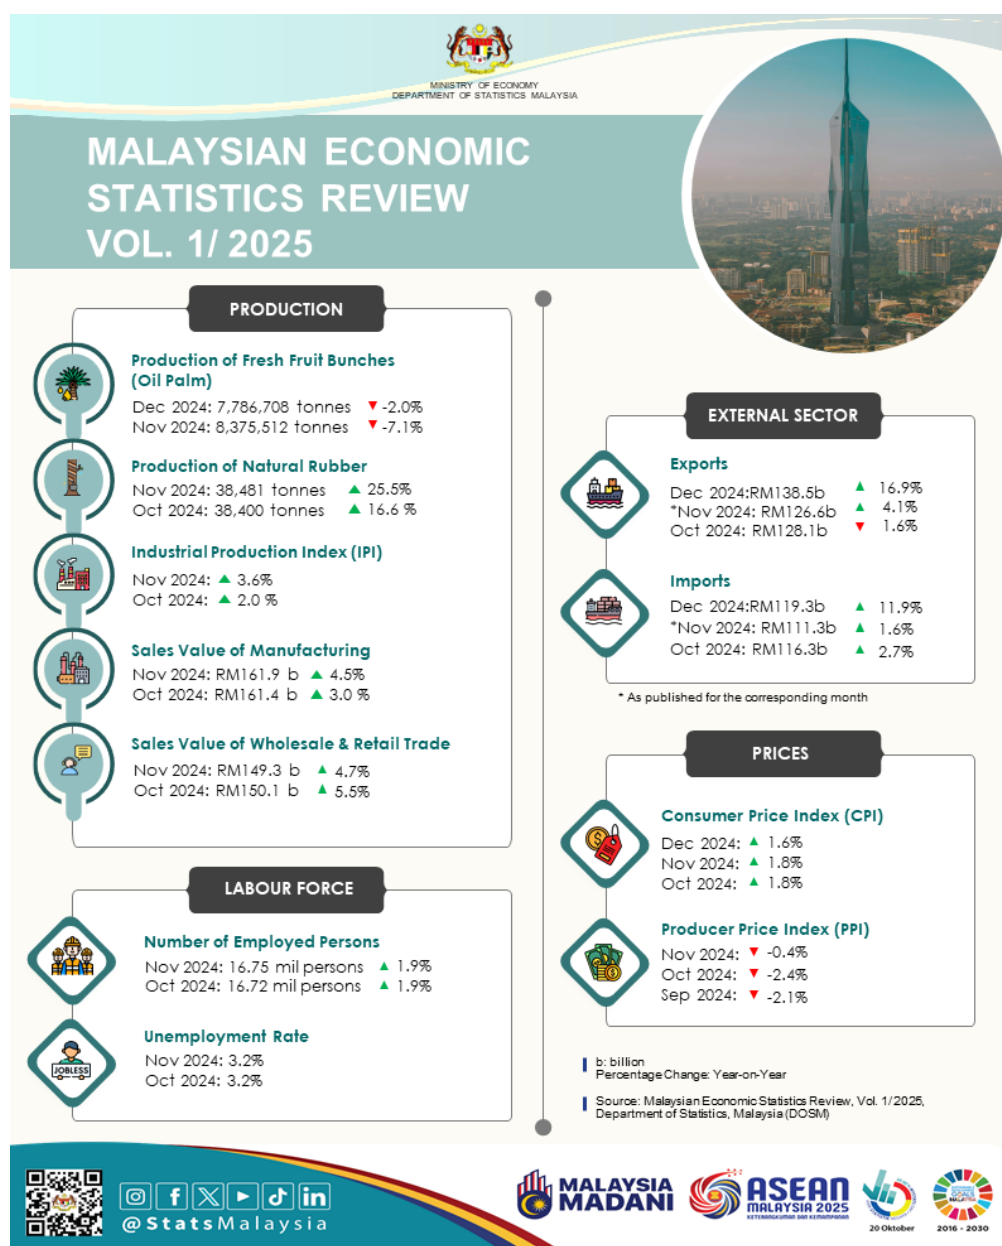 MINISTRY OF ECONOMY
DEPARTMENT OF STATISTICS MALAYSIA
MALAYSIAN ECONOMIC
STATISTICS REVIEW
VOL. 1/ 2025
PRODUCTION
Production of Fresh Fruit Bunches
(Oil Palm)
Dec 2024: 7,786,708 tonnes ▼ -2.0%
Nov 2024: 8,375,512 tonnes ▼ -7.1%
Production of Natural Rubber
Nov 2024: 38,481 tonnes ▲ 25.5%
Oct 2024: 38,400 tonnes ▲ 16.6 %
Industrial Production Index (IPI)
Nov 2024: ▲ 3.6%
Oct 2024: ▲ 2.0 %
Sales Value of Manufacturing
Nov 2024: RM161.9 b ▲ 4.5%
Oct 2024: RM161.4 b ▲ 3.0 %
Sales Value of Wholesale & Retail Trade
Nov 2024: RM149.3 b ▲ 4.7%
Oct 2024: RM150.1 b ▲ 5.5%
LABOUR FORCE
Number of Employed Persons
Nov 2024: 16.75 mil persons ▲ 1.9%
Oct 2024: 16.72 mil persons ▲ 1.9%
JOBLESS
Unemployment Rate
Nov 2024: 3.2%
Oct 2024: 3.2%
EXTERNAL SECTOR
Exports
Dec 2024:RM138.5b ▲ 16.9%
*Nov 2024: RM126.6b ▲ 4.1%
Oct 2024: RM128.1b ▼ 1.6%
Imports
Dec 2024:RM119.3b ▲ 11.9%
*Nov 2024: RM111.3b ▲ 1.6%
Oct 2024: RM116.3b ▲ 2.7%
* As published for the corresponding month
PRICES
Consumer Price Index (CPI)
Dec 2024: ▲ 1.6%
Nov 2024: ▲ 1.8%
Oct 2024: ▲ 1.8%
Producer Price Index (PPI)
Nov 2024: ▼ -0.4%
Oct 2024: ▼ -2.4%
Sep 2024: ▼ -2.1%
b: billion
Percentage Change: Year-on-Year
Source: Malaysian Economic Statistics Review, Vol. 1/ 2025,
Department of Statistics, Malaysia (DOSM)
@StatsMalaysia
MALAYSIA
MADANI
ASEAN
MALAYSIA 2025
KETERANGKUMAN DAN KEMAMPANAN
20 Oktober
SUSTAINABLE
DEVELOPMENT
GOALS
MALAYSIA
2016 - 2030